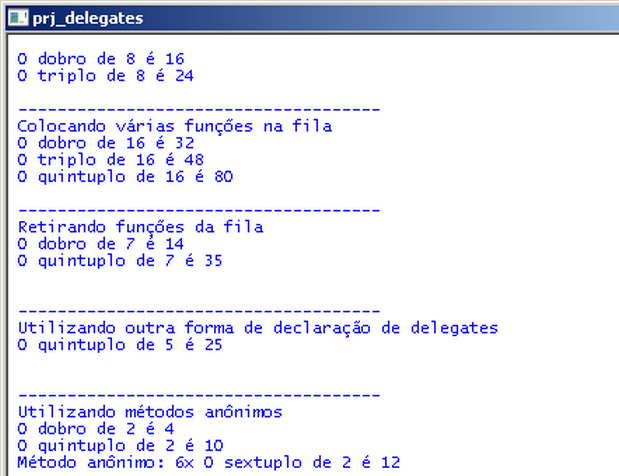 prj_delegates
O dobro de 8 é 16
O triplo de 8 é 24
-------------------------------------
Colocando várias funções na fila
O dobro de 16 é 32
O triplo de 16 é 48
O quintuplo de 16 é 80
-------------------------------------
Retirando funções da fila
O dobro de 7 é 14
O quintuplo de 7 é 35
-------------------------------------
Utilizando outra forma de declaração de delegates
O quintuplo de 5 é 25
-------------------------------------
Utilizando métodos anônimos
O dobro de 2 é 4
O quintuplo de 2 é 10
Método anônimo: 6x O sextuplo de 2 é 12